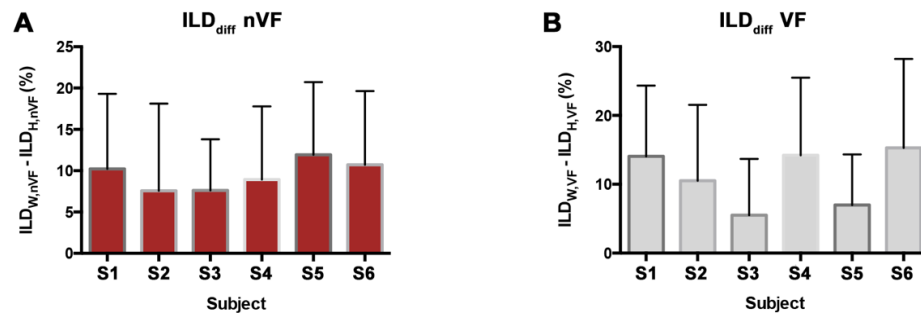 A
ILDdiff nVF
ILDW,nVF - ILDH,nVF (%)
25
20
15
10
5
0
S1 S2 S3 S4 S5 S6
Subject
B
ILDdiff VF
ILDW,VF - ILDH,VF (%)
30
20
10
0
S1 S2 S3 S4 S5 S6
Subject